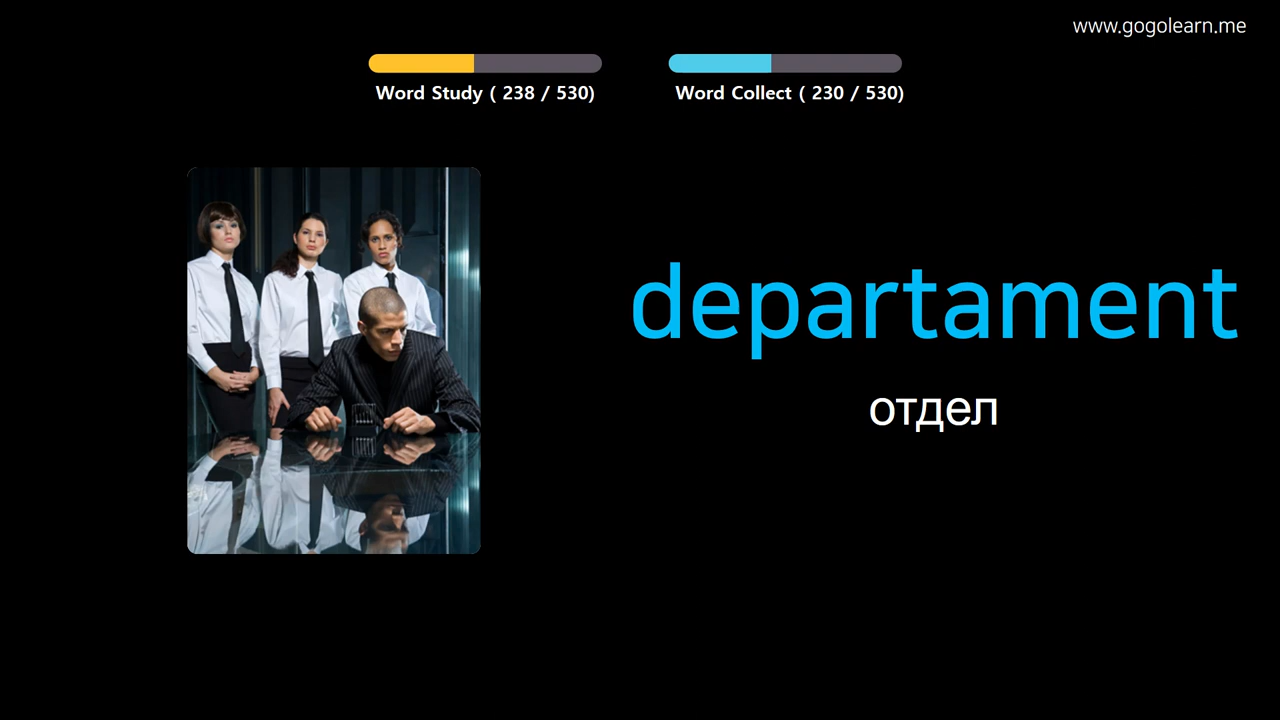 www.gogolearn.me
Word Study ( 238 / 530)
Word Collect ( 230 / 530)
departament
отдел